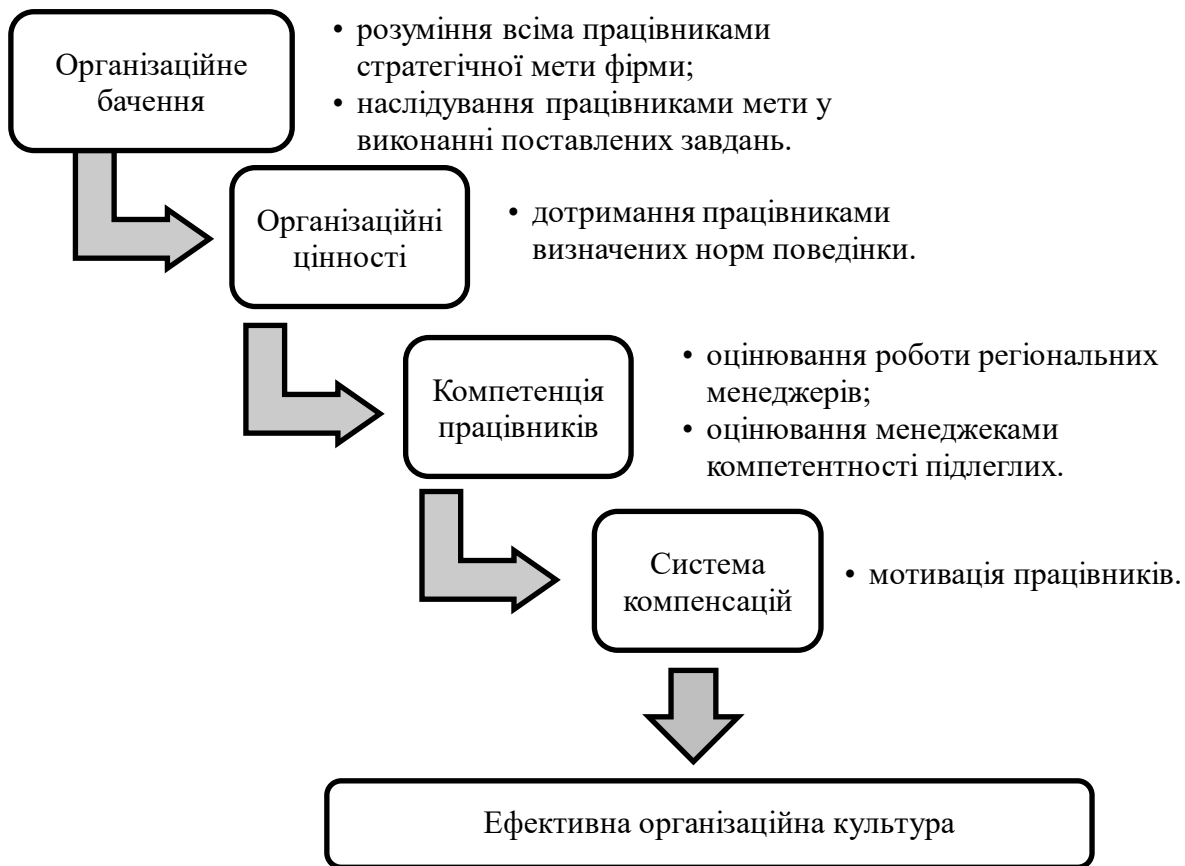 Організаційне
бачення
• розуміння всіма працівниками
стратегічної мети фірми;
• наслідування працівниками мети у
виконанні поставлених завдань.
Організаційні
цінності
• дотримання працівниками
визначених норм поведінки.
Компетенція
працівників
• оцінювання роботи регіональних
менеджерів;
• оцінювання менеджеками
компетентності підлеглих.
Система
компенсацій
• мотивація працівників.
Ефективна організаційна культура